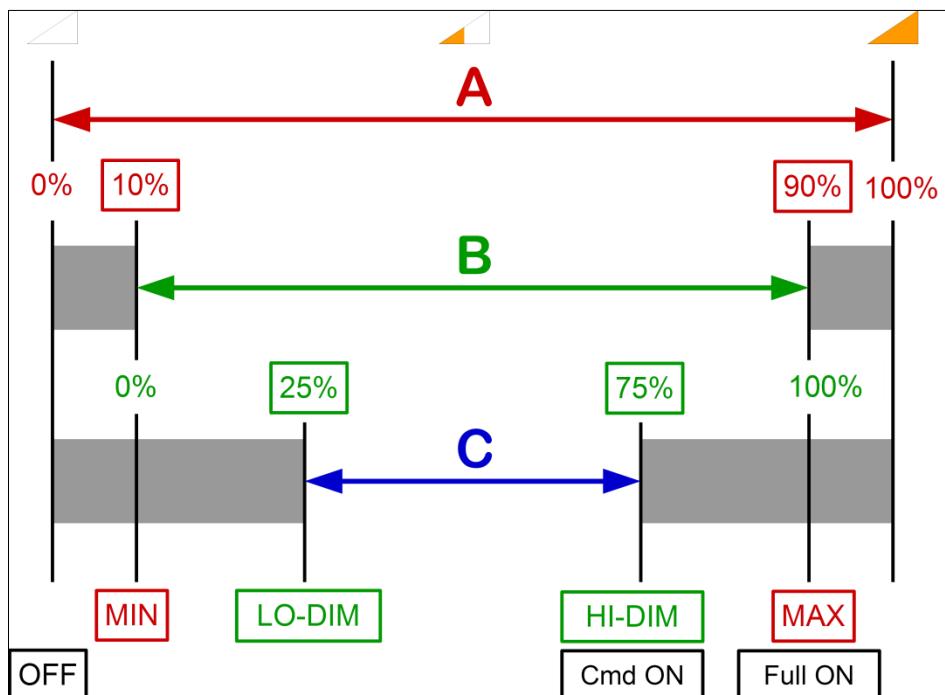 A
0% 10% 90% 100%
B
0% 25% 75% 100%
C
MIN LO-DIM HI-DIM MAX
OFF Cmd ON Full ON